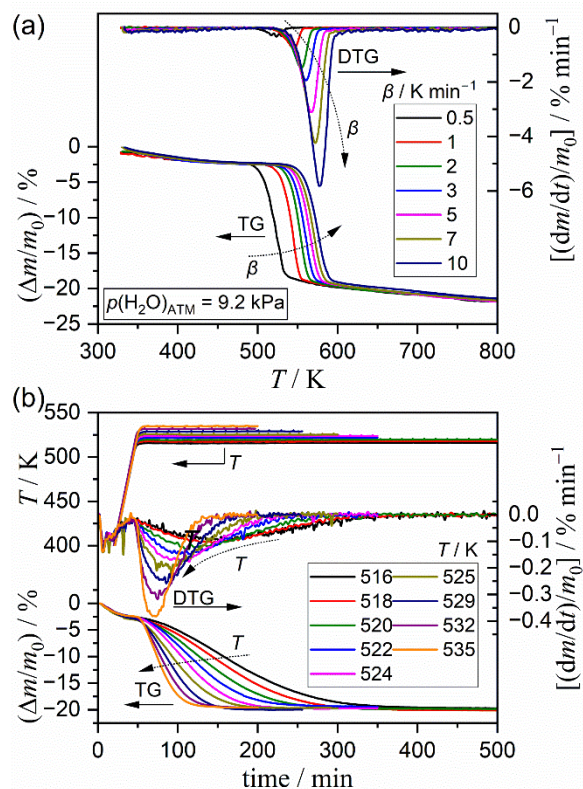 (a)
0
DTG
β / K min⁻¹
−2
0.5
1
β
−4
2
0
3
−5
TG
5
−6
−10
7
−15
10
β
−20
p(H₂O)ATM = 9.2 kPa
−25
300 400 500 600 700 800
T / K
(Δm/m₀) / %
[(dm/dt)/m₀] / % min⁻¹
(b)
550
500
T
450
T / K
0.0
400
−0.1
T
T / K
−0.2
516 525
0
DTG
−0.3
518 529
−5
T
520 532
−0.4
522 535
−10
524
−15
TG
−20
0 100 200 300 400 500
time / min
(Δm/m₀) / %
[(dm/dt)/m₀] / % min⁻¹